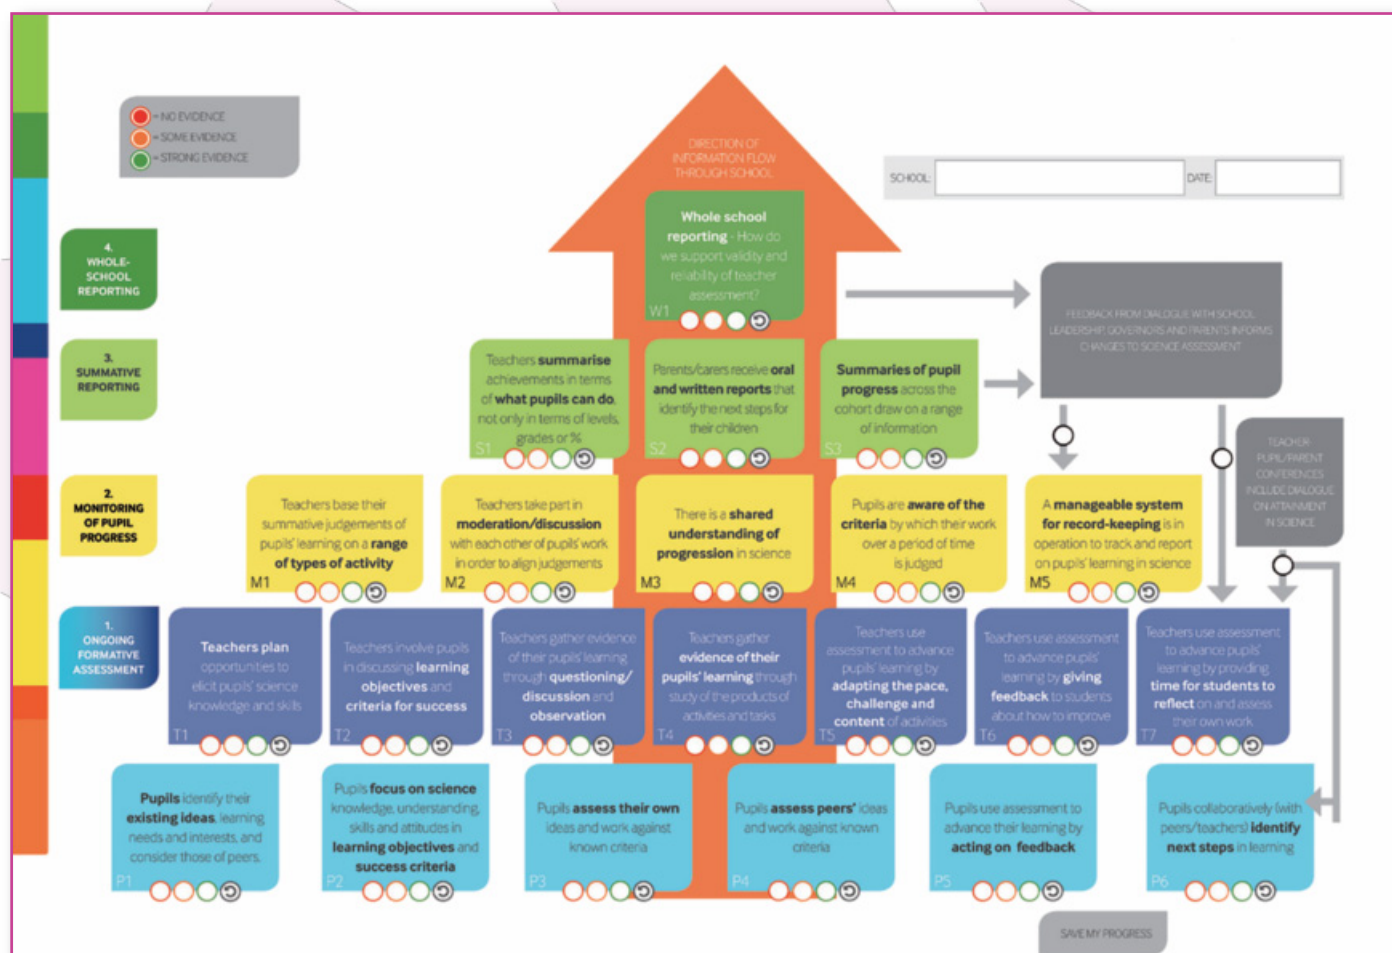 = NO EVIDENCE
= SOME EVIDENCE
= STRONG EVIDENCE
DIRECTION OF
INFORMATION FLOW
THROUGH SCHOOL
SCHOOL:
DATE:
4.
WHOLE-
SCHOOL
REPORTING
Whole school
reporting - How do
we support validity and
reliability of teacher
assessment?
W1
FEEDBACK FROM DIALOGUE WITH SCHOOL
LEADERSHIP, GOVERNORS AND PARENTS INFORMS
CHANGES TO SCIENCE ASSESSMENT
3.
SUMMATIVE
REPORTING
Teachers summarise
achievements in terms
of what pupils can do,
not only in terms of levels,
grades or %
S1
Parents/carers receive oral
and written reports that
identify the next steps for
their children
S2
Summaries of pupil
progress across the
cohort draw on a range
of information
S3
TEACHER-
PUPIL/PARENT
CONFERENCES
INCLUDE DIALOGUE
ON ATTAINMENT
IN SCIENCE
2.
MONITORING
OF PUPIL
PROGRESS
Teachers base their
summative judgements of
pupils' learning on a range
of types of activity
M1
Teachers take part in
moderation/discussion
with each other of pupils' work
in order to align judgements
M2
There is a shared
understanding of
progression in science
M3
Pupils are aware of the
criteria by which their work
over a period of time
is judged
M4
A manageable system
for record-keeping is in
operation to track and report
on pupils' learning in science
M5
1.
ONGOING
FORMATIVE
ASSESSMENT
Teachers plan
opportunities to
elicit pupils' science
knowledge and skills
T1
Teachers involve pupils
in discussing learning
objectives and
criteria for success
T2
Teachers gather evidence
of their pupils' learning
through questioning/
discussion and
observation
T3
Teachers gather
evidence of their
pupils' learning through
study of the products of
activities and tasks
T4
Teachers use
assessment to advance
pupils' learning by
adapting the pace,
challenge and
content of activities
T5
Teachers use assessment
to advance pupils'
learning by giving
feedback to students
about how to improve
T6
Teachers use assessment
to advance pupils'
learning by providing
time for students to
reflect on and assess
their own work
T7
Pupils identify their
existing ideas, learning
needs and interests, and
consider those of peers.
P1
Pupils focus on science
knowledge, understanding,
skills and attitudes in
learning objectives and
success criteria
P2
Pupils assess their own
ideas and work against
known criteria
P3
Pupils assess peers' ideas
and work against known
criteria
P4
Pupils use assessment to
advance their learning by
acting on feedback
P5
Pupils collaboratively (with
peers/teachers) identify
next steps in learning
P6
SAVE MY PROGRESS